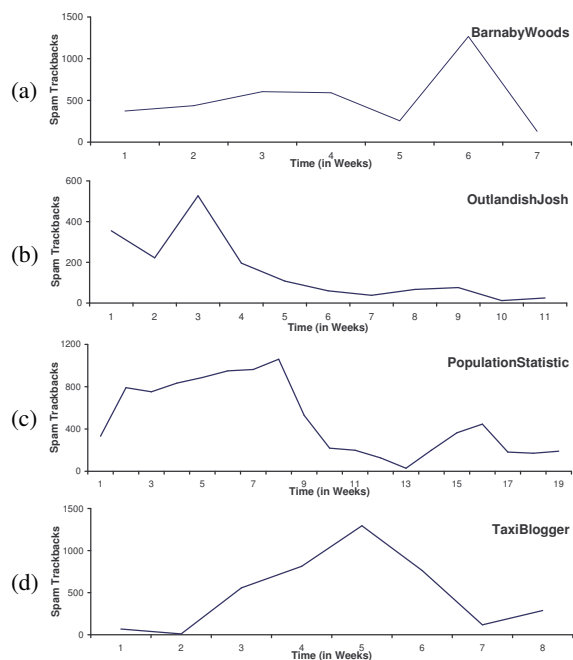 1500
BarnabyWoods
1000
(a)
Spam Trackbacks
500
0
1 2 3 4 5 6 7
Time (in Weeks)
600
OutlandishJosh
400
(b)
Spam Trackbacks
200
0
1 2 3 4 5 6 7 8 9 10 11
Time (in Weeks)
1200
PopulationStatistic
800
(c)
Spam Trackbacks
400
0
1 3 5 7 9 11 13 15 17 19
Time (in Weeks)
1500
TaxiBlogger
1000
(d)
Spam Trackbacks
500
0
1 2 3 4 5 6 7 8
Time (in Weeks)